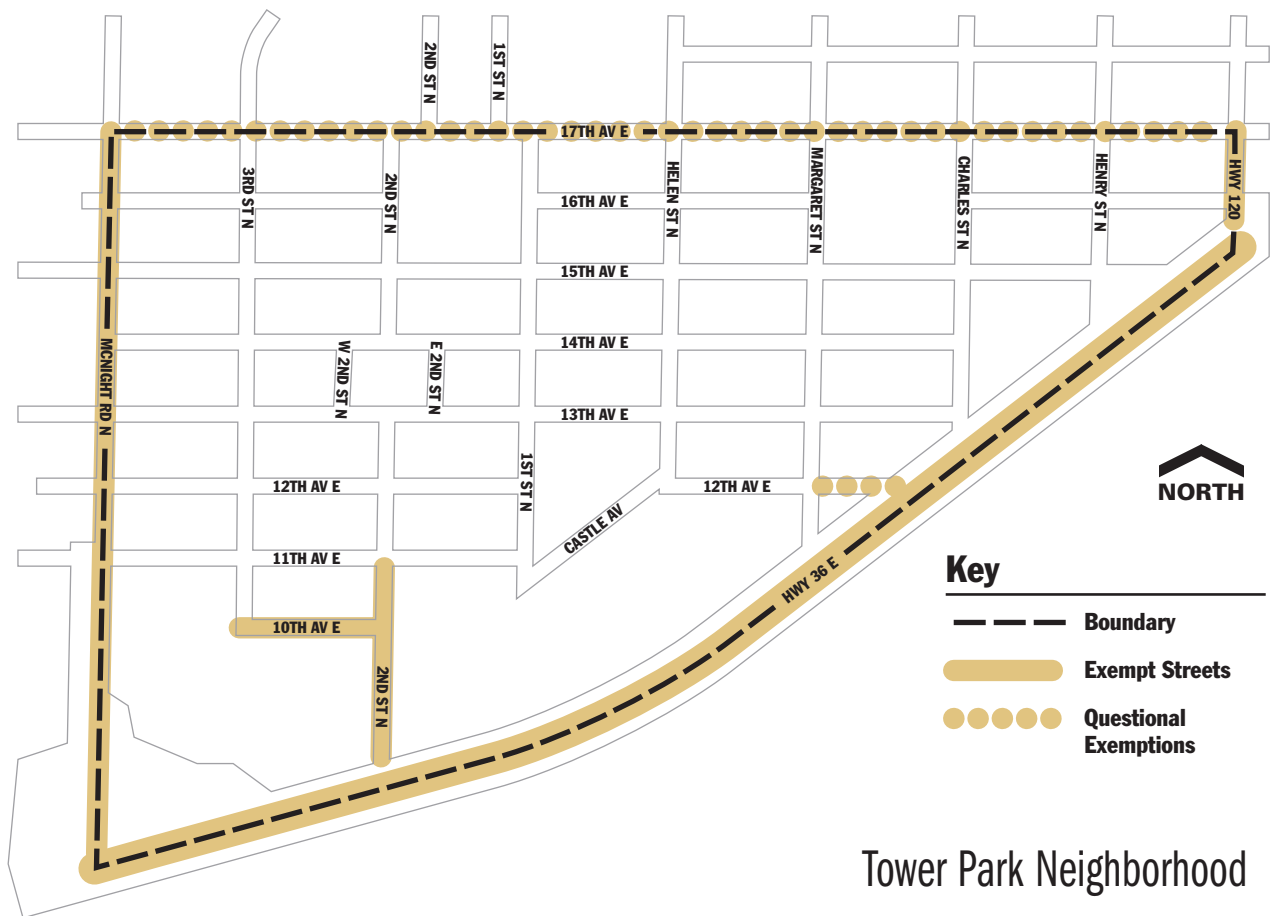 2ND ST N
1ST ST N
17TH AV E
3RD ST N
2ND ST N
HELEN ST N
MARGARET ST N
CHARLES ST N
HENRY ST N
HWY 120
16TH AV E
15TH AV E
MCNIGHT RD N
W 2ND ST N
E 2ND ST N
14TH AV E
13TH AV E
1ST ST N
12TH AV E
12TH AV E
CASTLE AV
NORTH
11TH AV E
HWY 36 E
10TH AV E
2ND ST N
Key
Boundary
Exempt Streets
Questional
Exemptions
Tower Park Neighborhood